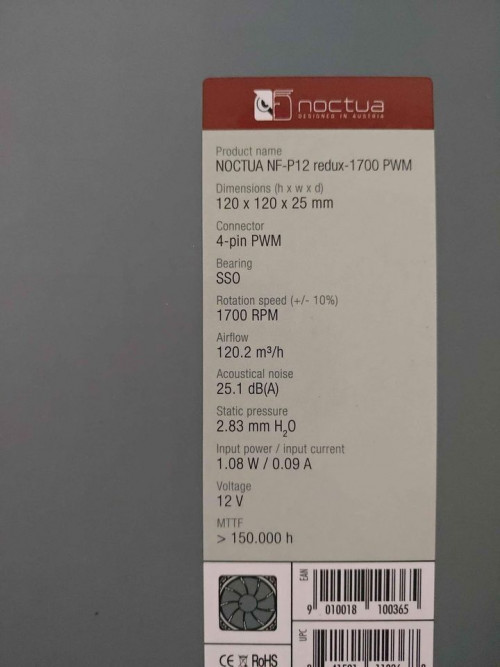 noctua
DESIGNED IN AUSTRIA
Product name
NOCTUA NF-P12 redux-1700 PWM
Dimensions (h x w x d)
120 x 120 x 25 mm
Connector
4-pin PWM
Bearing
SSO
Rotation speed (+/- 10%)
1700 RPM
Airflow
120.2 m³/h
Acoustical noise
25.1 dB(A)
Static pressure
2.83 mm H₂O
Input power / input current
1.08 W / 0.09 A
Voltage
12 V
MTTF
> 150.000 h
EAN
9 010018 100365
UPC
CE RoHS